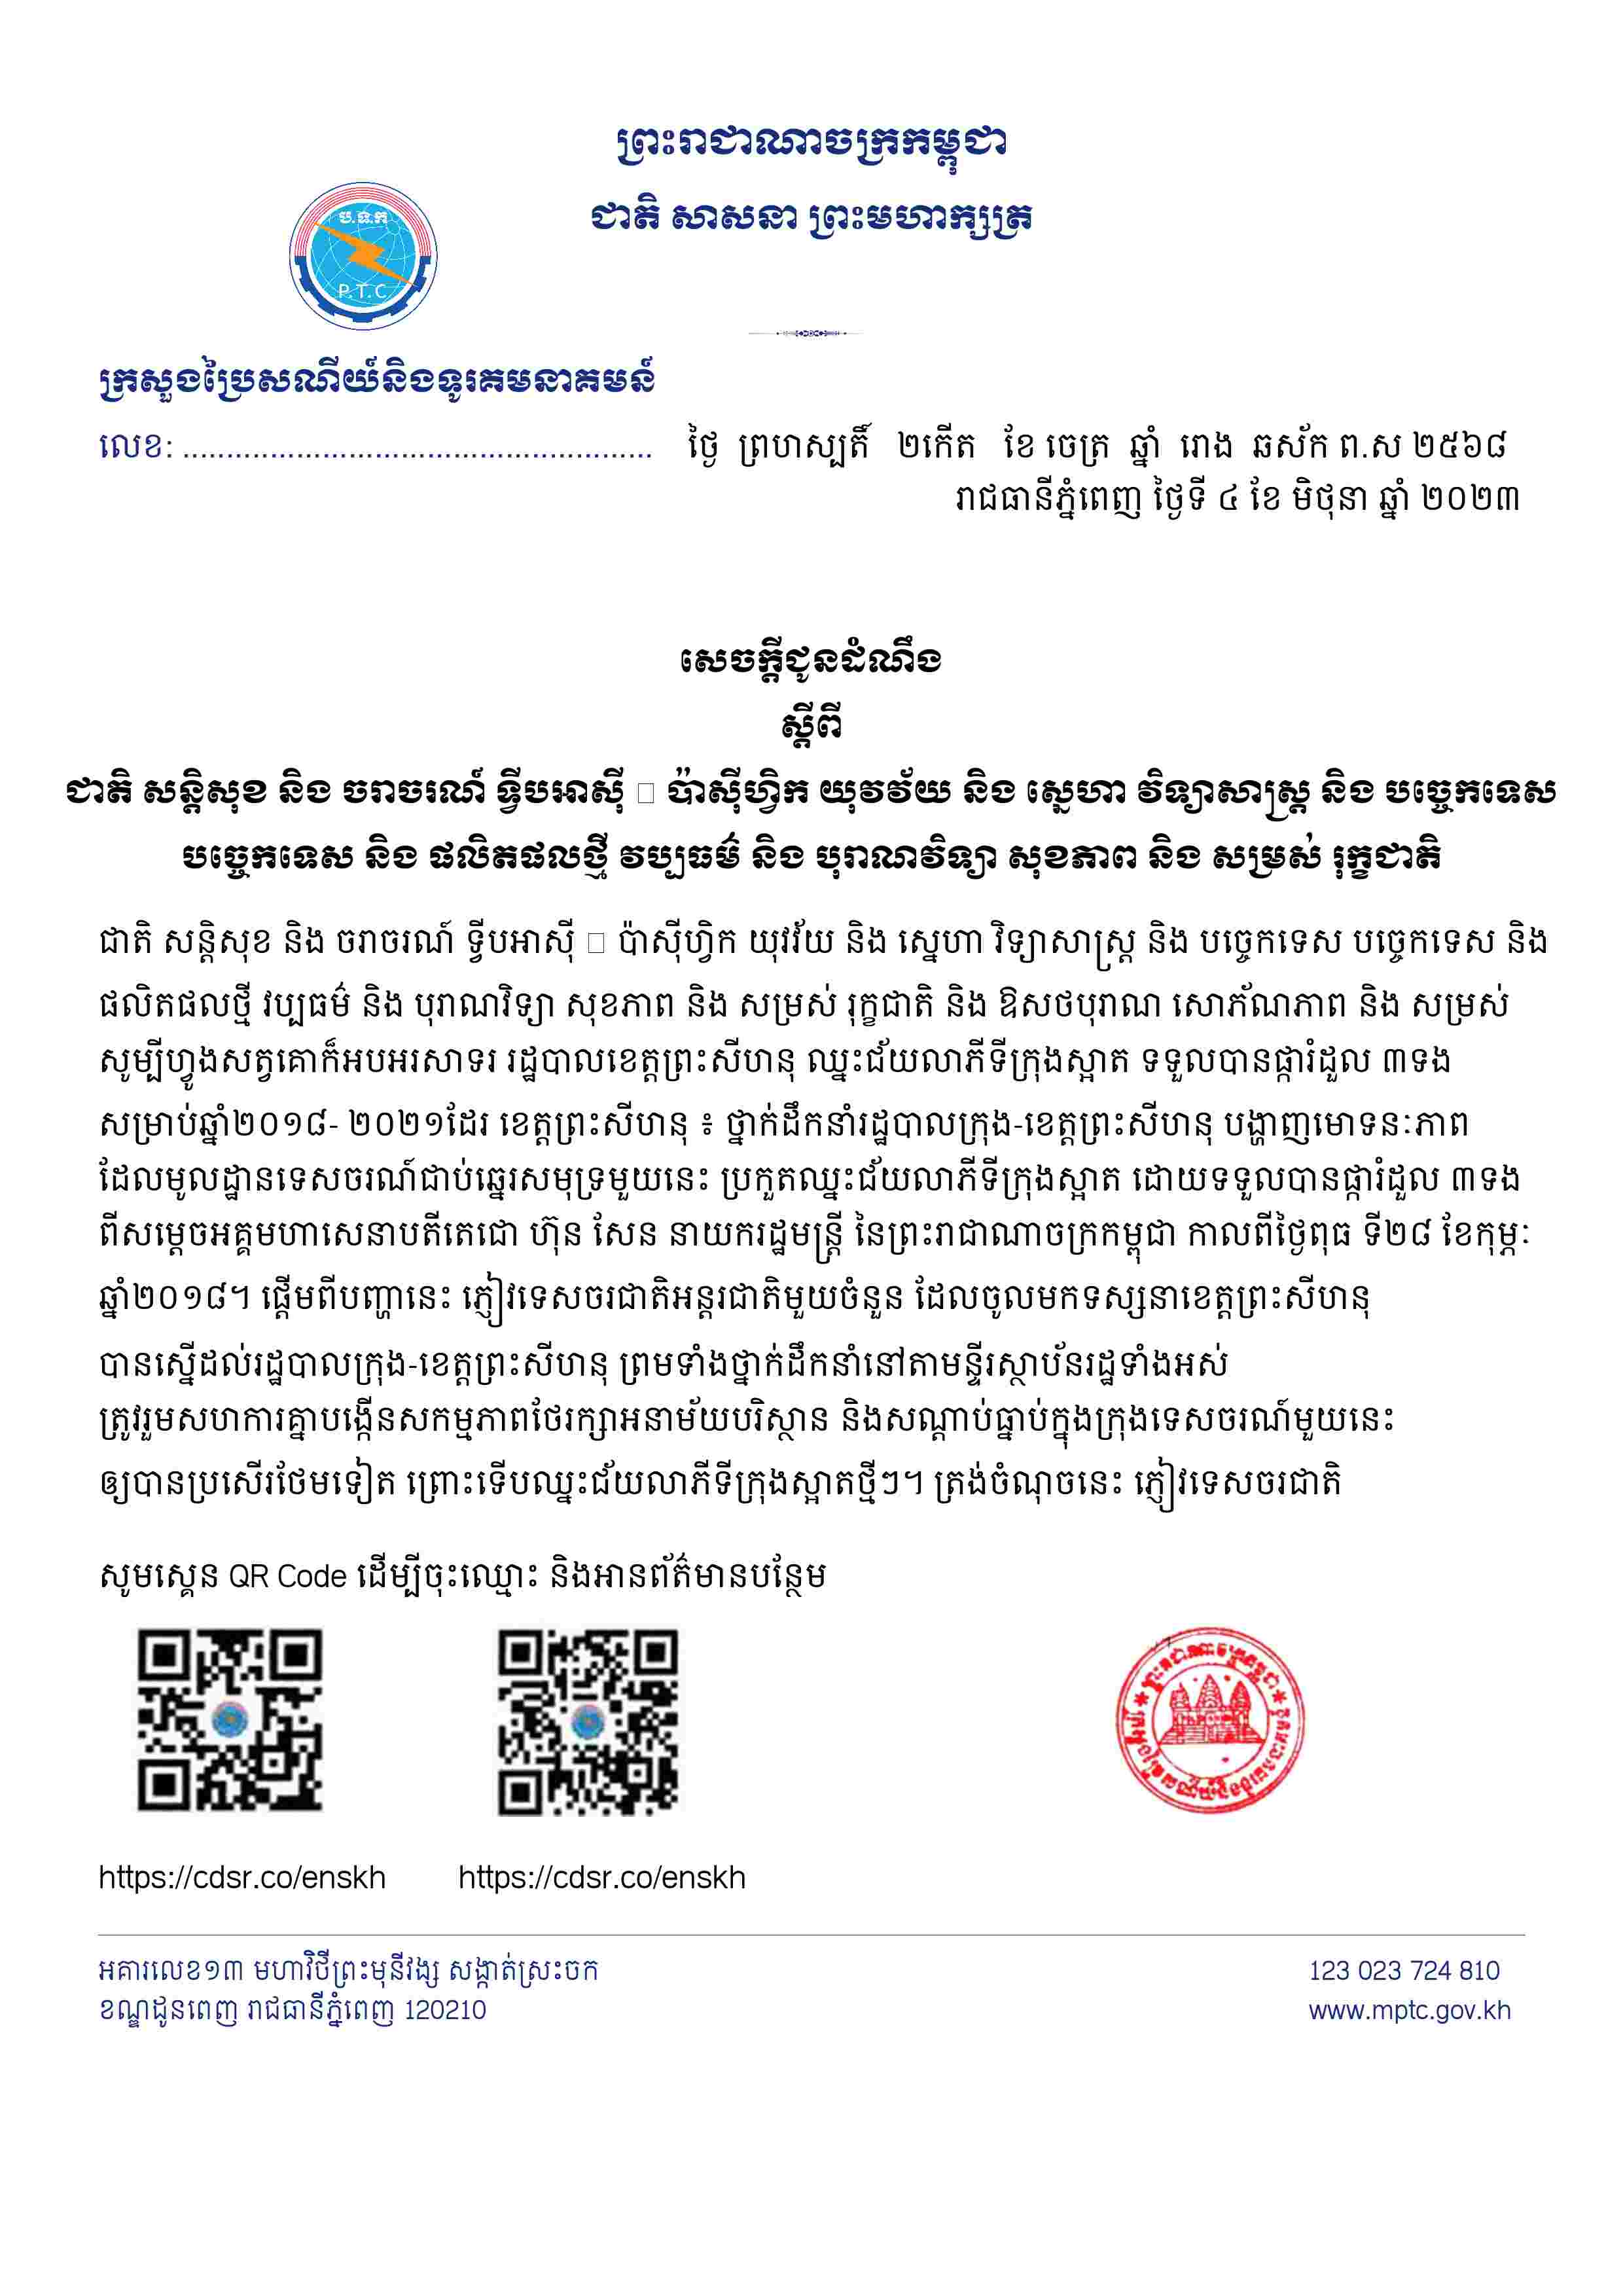 ព្រះរាជាណាចក្រកម្ពុជា
ជាតិ សាសនា ព្រះមហាក្សត្រ
ប.ទ.ក
P.T.C
ក្រសួងប្រៃសណីយ៍និងទូរគមនាគមន៍
លេខ: ......................................................
ថ្ងៃ ព្រហស្បតិ៍ ២កើត ខែ ចេត្រ ឆ្នាំ រោង ឆស័ក ព.ស ២៥៦៨
រាជធានីភ្នំពេញ ថ្ងៃទី ៤ ខែ មិថុនា ឆ្នាំ ២០២៣
សេចក្តីជូនដំណឹង
ស្តីពី
ជាតិ សន្តិសុខ និង ចរាចរណ៍ ទ្វីបអាស៊ី □ ប៉ាស៊ីហ្វិក យុវវ័យ និង ស្នេហា វិទ្យាសាស្ត្រ និង បច្ចេកទេស
បច្ចេកទេស និង ផលិតផលថ្មី វប្បធម៌ និង បុរាណវិទ្យា សុខភាព និង សម្រស់ រុក្ខជាតិ
ជាតិ សន្តិសុខ និង ចរាចរណ៍ ទ្វីបអាស៊ី □ ប៉ាស៊ីហ្វិក យុវវ័យ និង ស្នេហា វិទ្យាសាស្ត្រ និង បច្ចេកទេស បច្ចេកទេស និង
ផលិតផលថ្មី វប្បធម៌ និង បុរាណវិទ្យា សុខភាព និង សម្រស់ រុក្ខជាតិ និង ឱសថបុរាណ សោភ័ណភាព និង សម្រស់
សូម្បីហ្វូងសត្វគោក៏អបអរសាទរ រដ្ឋបាលខេត្តព្រះសីហនុ ឈ្នះជ័យលាភីទីក្រុងស្អាត ទទួលបានផ្ការំដួល ៣ទង
សម្រាប់ឆ្នាំ២០១៨- ២០២១ដែរ ខេត្តព្រះសីហនុ ៖ ថ្នាក់ដឹកនាំរដ្ឋបាលក្រុង-ខេត្តព្រះសីហនុ បង្ហាញមោទនៈភាព
ដែលមូលដ្ឋានទេសចរណ៍ជាប់ឆ្នេរសមុទ្រមួយនេះ ប្រកួតឈ្នះជ័យលាភីទីក្រុងស្អាត ដោយទទួលបានផ្ការំដួល ៣ទង
ពីសម្តេចអគ្គមហាសេនាបតីតេជោ ហ៊ុន សែន នាយករដ្ឋមន្ត្រី នៃព្រះរាជាណាចក្រកម្ពុជា កាលពីថ្ងៃពុធ ទី២៨ ខែកុម្ភៈ
ឆ្នាំ២០១៨។ ផ្តើមពីបញ្ហានេះ ភ្ញៀវទេសចរជាតិអន្តរជាតិមួយចំនួន ដែលចូលមកទស្សនាខេត្តព្រះសីហនុ
បានស្នើដល់រដ្ឋបាលក្រុង-ខេត្តព្រះសីហនុ ព្រមទាំងថ្នាក់ដឹកនាំនៅតាមន្ទីរស្ថាប័នរដ្ឋទាំងអស់
ត្រូវរួមសហការគ្នាបង្កើនសកម្មភាពថែរក្សាអនាម័យបរិស្ថាន និងសណ្តាប់ធ្នាប់ក្នុងក្រុងទេសចរណ៍មួយនេះ
ឲ្យបានប្រសើរថែមទៀត ព្រោះទើបឈ្នះជ័យលាភីទីក្រុងស្អាតថ្មីៗ។ ត្រង់ចំណុចនេះ ភ្ញៀវទេសចរជាតិ
សូមស្គេន QR Code ដើម្បីចុះឈ្មោះ និងអានព័ត៌មានបន្ថែម
ព្រះរាជាណាចក្រកម្ពុជា
ក្រសួងប្រៃសណីយ៍និងទូរគមនាគមន៍
https://cdsr.co/enskh https://cdsr.co/enskh
អគារលេខ១៣ មហាវិថីព្រះមុនីវង្ស សង្កាត់ស្រះចក
ខណ្ឌដូនពេញ រាជធានីភ្នំពេញ 120210
123 023 724 810
www.mptc.gov.kh